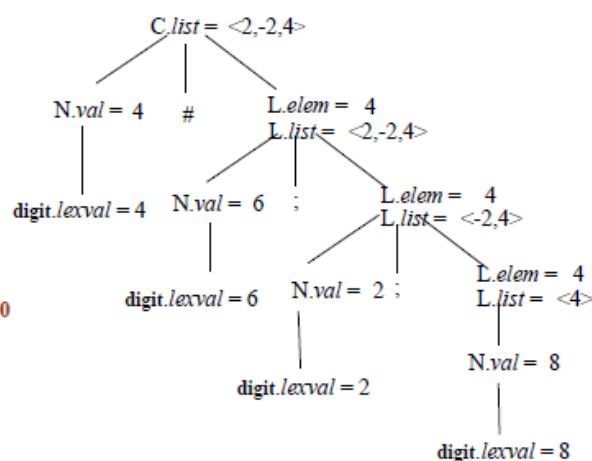 C.list = <2,-2,4>
N.val = 4 # L.elem = 4
L.list = <2,-2,4>
digit.lexval = 4 N.val = 6 ; L.elem = 4
L.list = <-2,4>
digit.lexval = 6 N.val = 2 ; L.elem = 4
L.list = <4>
0
N.val = 8
digit.lexval = 2
digit.lexval = 8